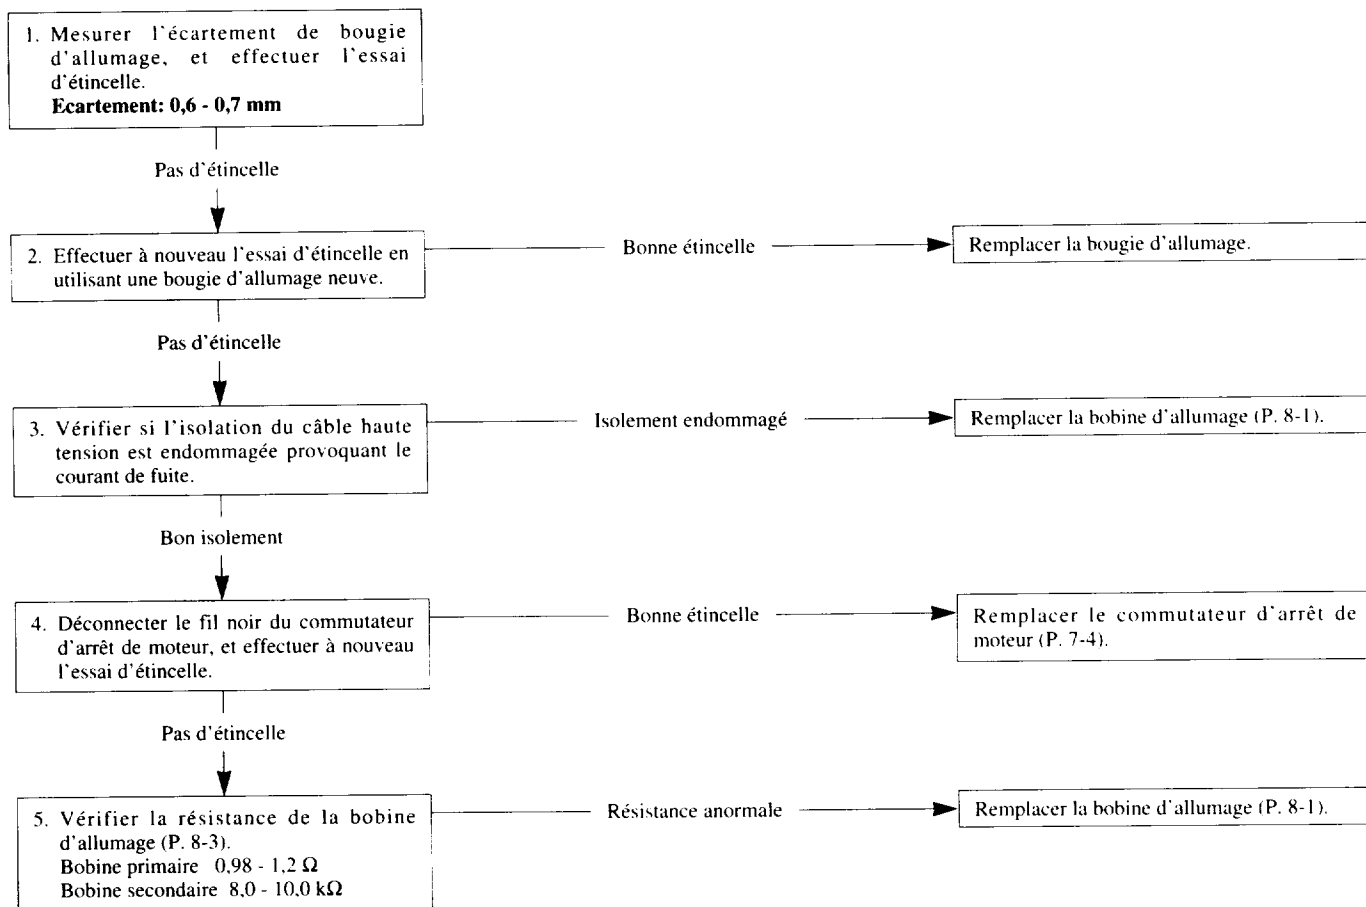 1. Mesurer l'écartement de bougie
d'allumage, et effectuer l'essai
d'étincelle.
Ecartement: 0,6 - 0,7 mm
Pas d'étincelle
2. Effectuer à nouveau l'essai d'étincelle en
utilisant une bougie d'allumage neuve.
Bonne étincelle
Remplacer la bougie d'allumage.
Pas d'étincelle
3. Vérifier si l'isolation du câble haute
tension est endommagée provoquant le
courant de fuite.
Isolement endommagé
Remplacer la bobine d'allumage (P. 8-1).
Bon isolement
4. Déconnecter le fil noir du commutateur
d'arrêt de moteur, et effectuer à nouveau
l'essai d'étincelle.
Bonne étincelle
Remplacer le commutateur d'arrêt de
moteur (P. 7-4).
Pas d'étincelle
5. Vérifier la résistance de la bobine
d'allumage (P. 8-3).
Bobine primaire 0,98 - 1,2 Ω
Bobine secondaire 8,0 - 10,0 kΩ
Résistance anormale
Remplacer la bobine d'allumage (P. 8-1).